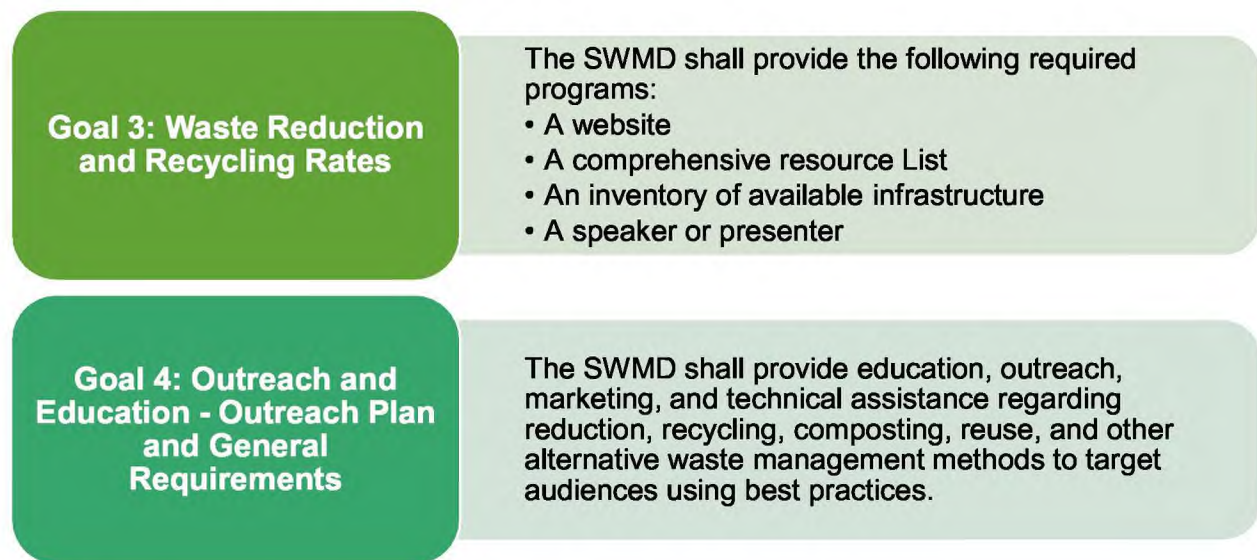 Goal 3: Waste Reduction
and Recycling Rates
The SWMD shall provide the following required
programs:
• A website
• A comprehensive resource List
• An inventory of available infrastructure
• A speaker or presenter
Goal 4: Outreach and
Education - Outreach Plan
and General
Requirements
The SWMD shall provide education, outreach,
marketing, and technical assistance regarding
reduction, recycling, composting, reuse, and other
alternative waste management methods to target
audiences using best practices.